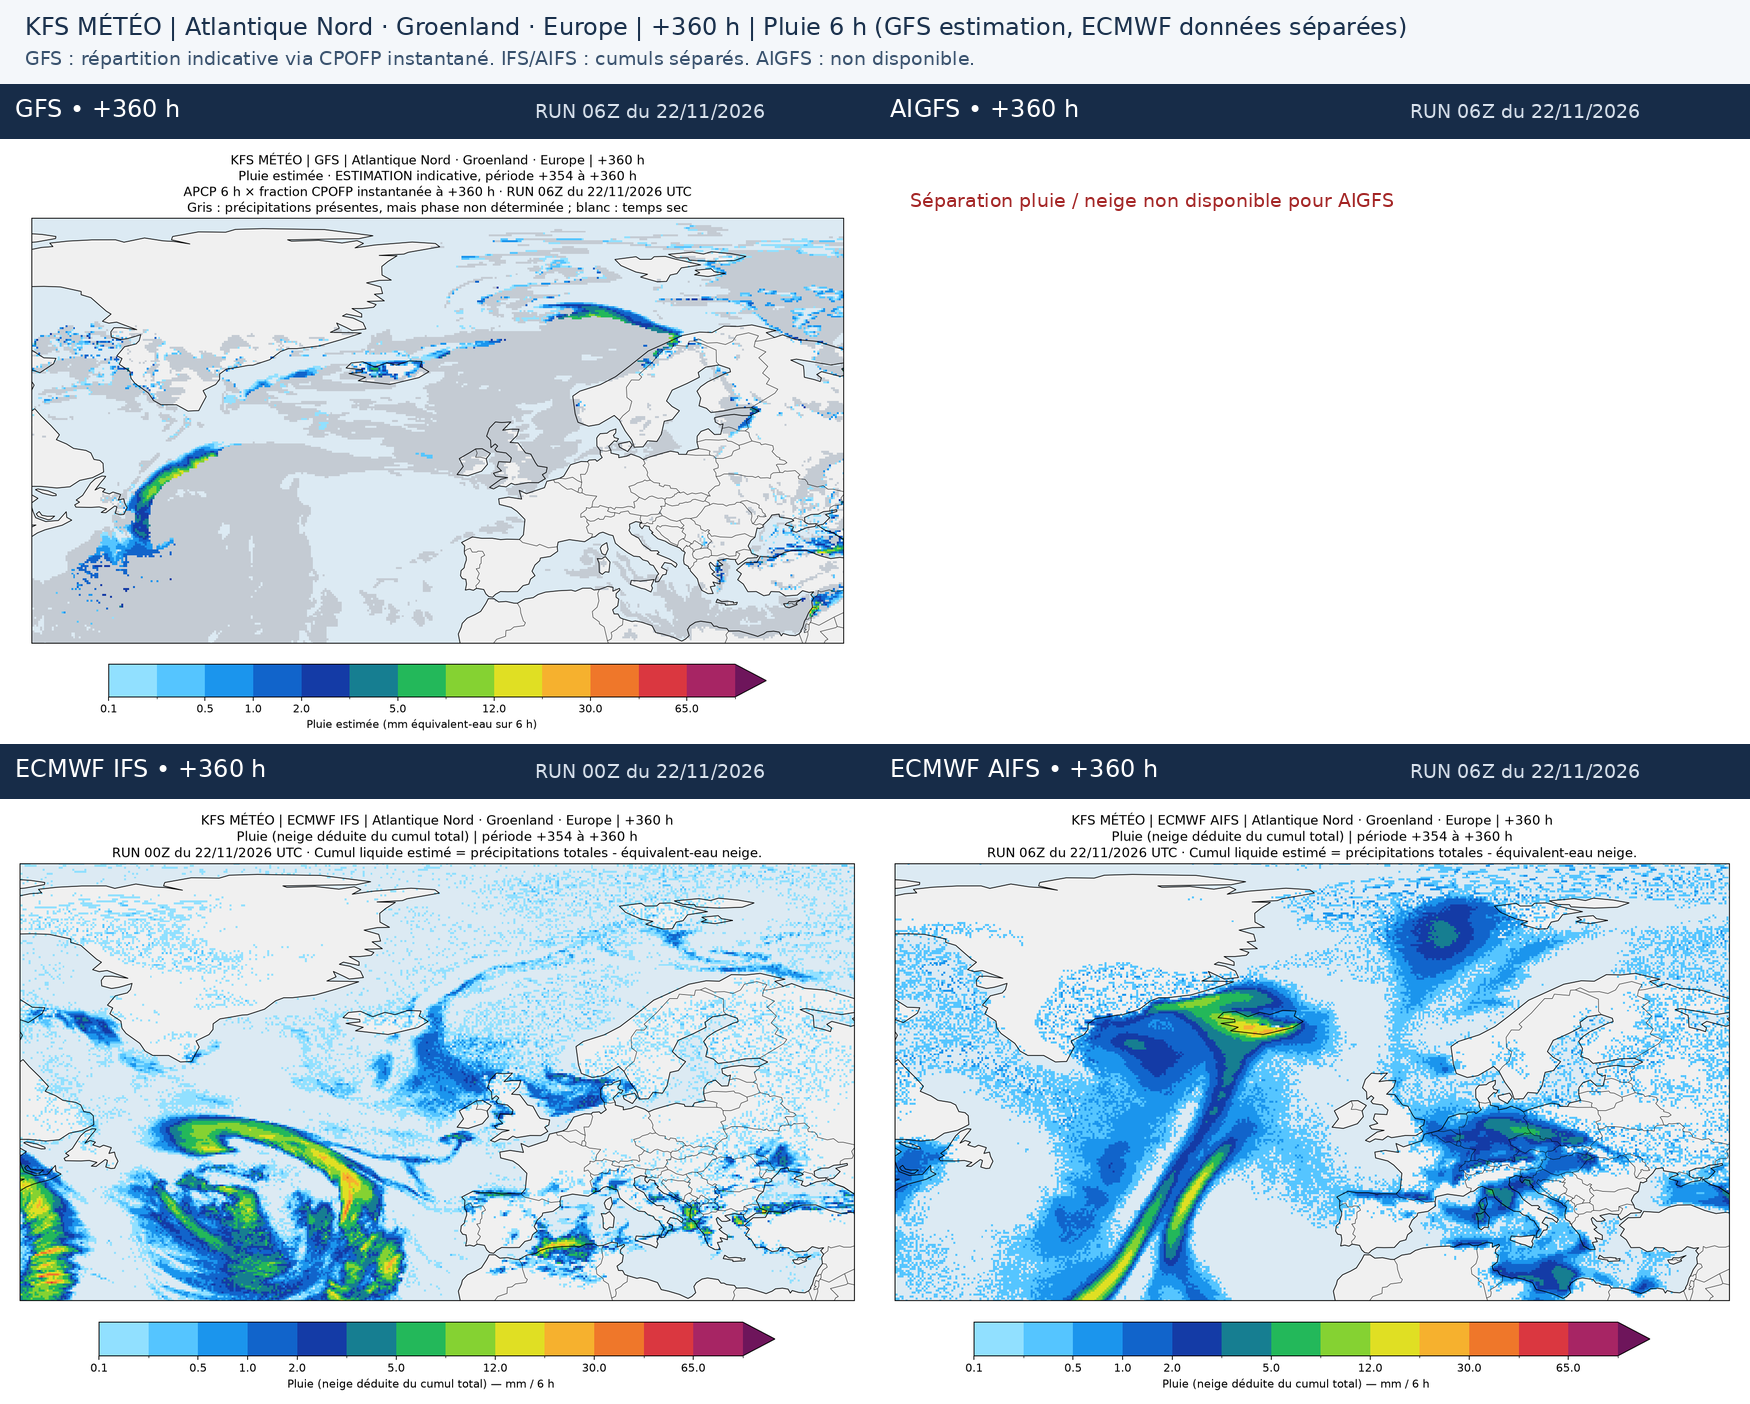 KFS MÉTÉO | Atlantique Nord · Groenland · Europe | +360 h | Pluie 6 h (GFS estimation, ECMWF données séparées)
GFS : répartition indicative via CPOFP instantané. IFS/AIFS : cumuls séparés. AIGFS : non disponible.
GFS • +360 h
RUN 06Z du 22/11/2026
AIGFS • +360 h
RUN 06Z du 22/11/2026
KFS MÉTÉO | GFS | Atlantique Nord · Groenland · Europe | +360 h
Pluie estimée · ESTIMATION indicative, période +354 à +360 h
APCP 6 h × fraction CPOFP instantanée à +360 h · RUN 06Z du 22/11/2026 UTC
Gris : précipitations présentes, mais phase non déterminée ; blanc : temps sec
Séparation pluie / neige non disponible pour AIGFS
0.1 0.5 1.0 2.0 5.0 12.0 30.0 65.0
Pluie estimée (mm équivalent-eau sur 6 h)
ECMWF IFS • +360 h
RUN 00Z du 22/11/2026
ECMWF AIFS • +360 h
RUN 06Z du 22/11/2026
KFS MÉTÉO | ECMWF IFS | Atlantique Nord · Groenland · Europe | +360 h
Pluie (neige déduite du cumul total) | période +354 à +360 h
RUN 00Z du 22/11/2026 UTC · Cumul liquide estimé = précipitations totales - équivalent-eau neige.
0.1 0.5 1.0 2.0 5.0 12.0 30.0 65.0
Pluie (neige déduite du cumul total) — mm / 6 h
KFS MÉTÉO | ECMWF AIFS | Atlantique Nord · Groenland · Europe | +360 h
Pluie (neige déduite du cumul total) | période +354 à +360 h
RUN 06Z du 22/11/2026 UTC · Cumul liquide estimé = précipitations totales - équivalent-eau neige.
0.1 0.5 1.0 2.0 5.0 12.0 30.0 65.0
Pluie (neige déduite du cumul total) — mm / 6 h